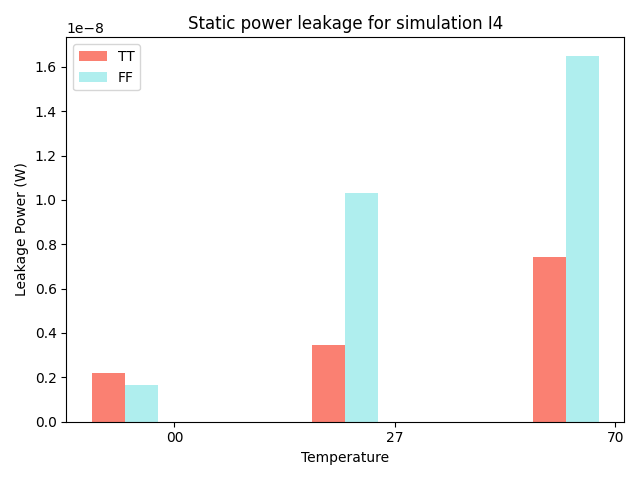 Static power leakage for simulation I4
1e−8
TT
FF
1.6
1.4
1.2
1.0
0.8
0.6
0.4
0.2
0.0
Leakage Power (W)
00 27 70
Temperature